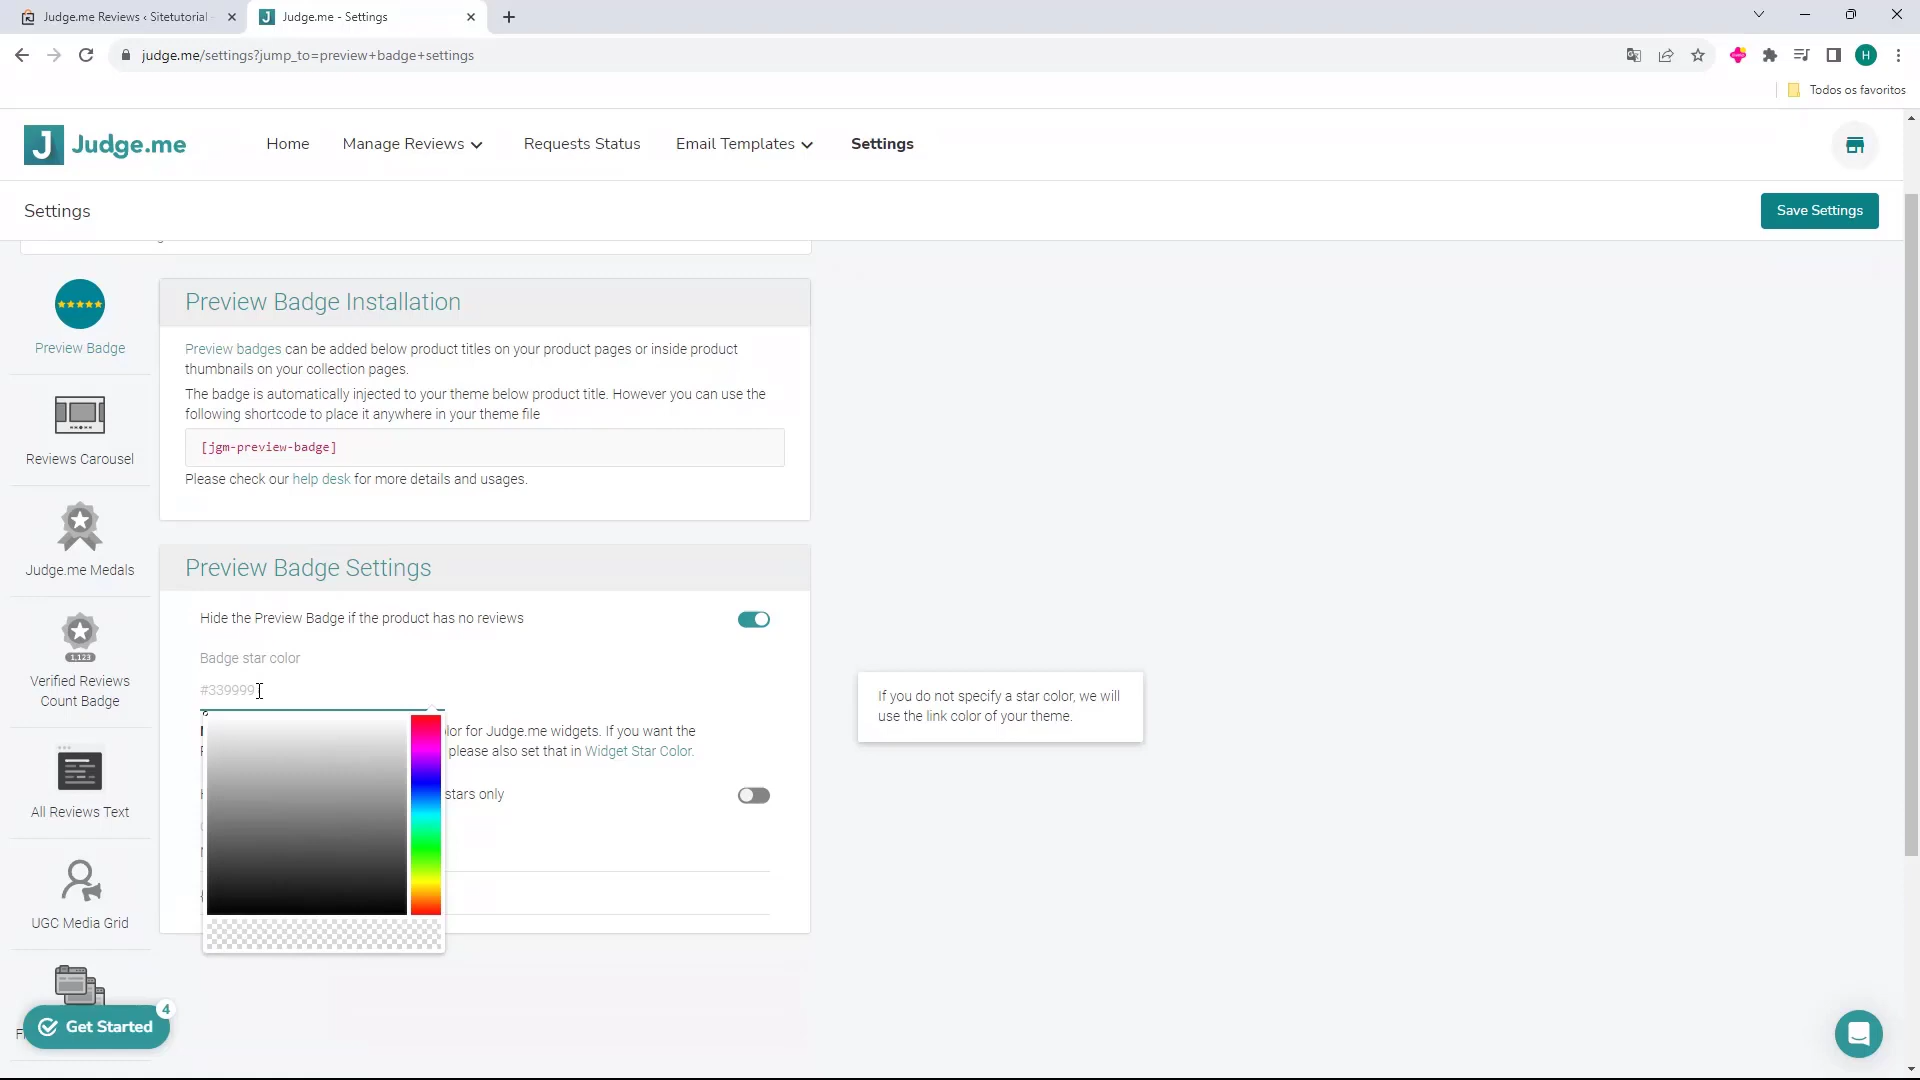 Judge.me Reviews ‹ Sitetutorial
Judge.me - Settings
judge.me/settings?jump_to=preview+badge+settings
H
Todos os favoritos
J Judge.me
Home
Manage Reviews
Requests Status
Email Templates
Settings
Settings
Save Settings
Preview Badge
Reviews Carousel
Judge.me Medals
1,123
Verified Reviews
Count Badge
All Reviews Text
UGC Media Grid
Get Started
4
Preview Badge Installation
Preview badges can be added below product titles on your product pages or inside product
thumbnails on your collection pages.
The badge is automatically injected to your theme below product title. However you can use the
following shortcode to place it anywhere in your theme file
[jgm-preview-badge]
Please check our help desk for more details and usages.
Preview Badge Settings
Hide the Preview Badge if the product has no reviews
Badge star color
#339999
for Judge.me widgets. If you want the
please also set that in Widget Star Color.
stars only
If you do not specify a star color, we will
use the link color of your theme.